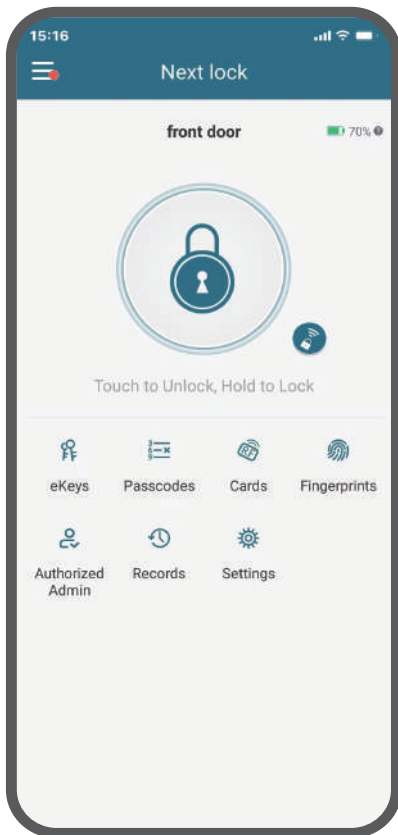 15:16
Next lock
front door
70%
Touch to Unlock, Hold to Lock
eKeys
Passcodes
Cards
Fingerprints
Authorized
Admin
Records
Settings